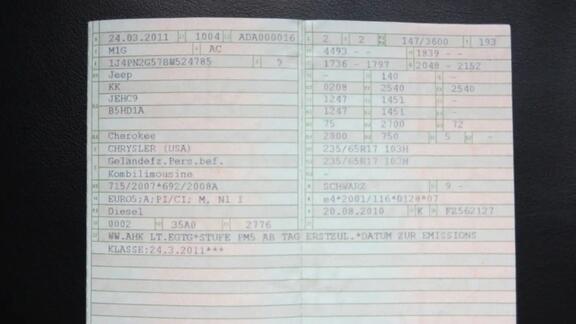 24.03.2011 1004 ADA000016
M1G AC
1J4PN2G57BW524785 9
Jeep
KK
JEHC9
B5HD1A
Cherokee
CHRYSLER (USA)
Geländefz.Pers.bef.
Kombilimousine
715/2007*692/2008A
EURO5;A;PI/CI; M, N1 I
Diesel
0002 35A0 2776
2 2 147/3600 193
4493 - - 1839 - -
1736 - 1797 2048 - 2152
- 140 -
0208 2540 2540
1247 1451 -
1247 1451 -
75 2700 72
2800 750 5 -
235/65R17 103H
235/65R17 103H
-
SCHWARZ 9 -
e4*2001/116*0128*07
20.08.2010 K FZ562127
WW.AHK LT.EGTG*STUFE PM5 AB TAG ERSTZUL.*DATUM ZUR EMISSIONS
KLASSE:24.3.2011***